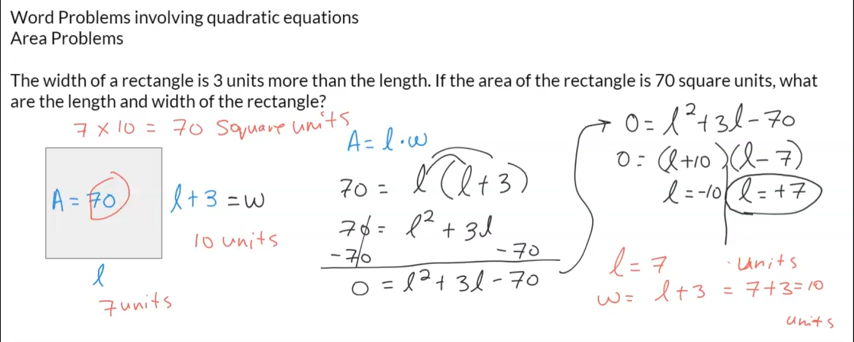 Word Problems involving quadratic equations
Area Problems
The width of a rectangle is 3 units more than the length. If the area of the rectangle is 70 square units, what
are the length and width of the rectangle?
7 × 10 = 70 Square units
A = 70
l + 3 = w
10 units
l
7 units
A = l · w
70 = l (l + 3)
70 = l² + 3l
-70 -70
0 = l² + 3l - 70
→ 0 = l² + 3l - 70
0 = (l + 10)(l - 7)
l = -10 l = +7
l = 7 units
w = l + 3 = 7 + 3 = 10
units